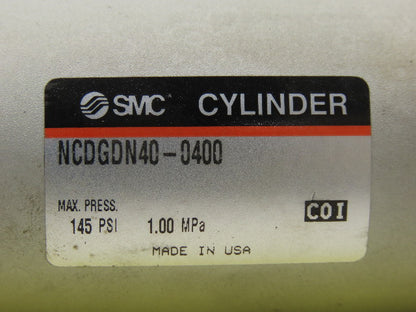 SMC CYLINDER
NCDGDN40-0400
MAX. PRESS.
145 PSI 1.00 MPa
COI
MADE IN USA